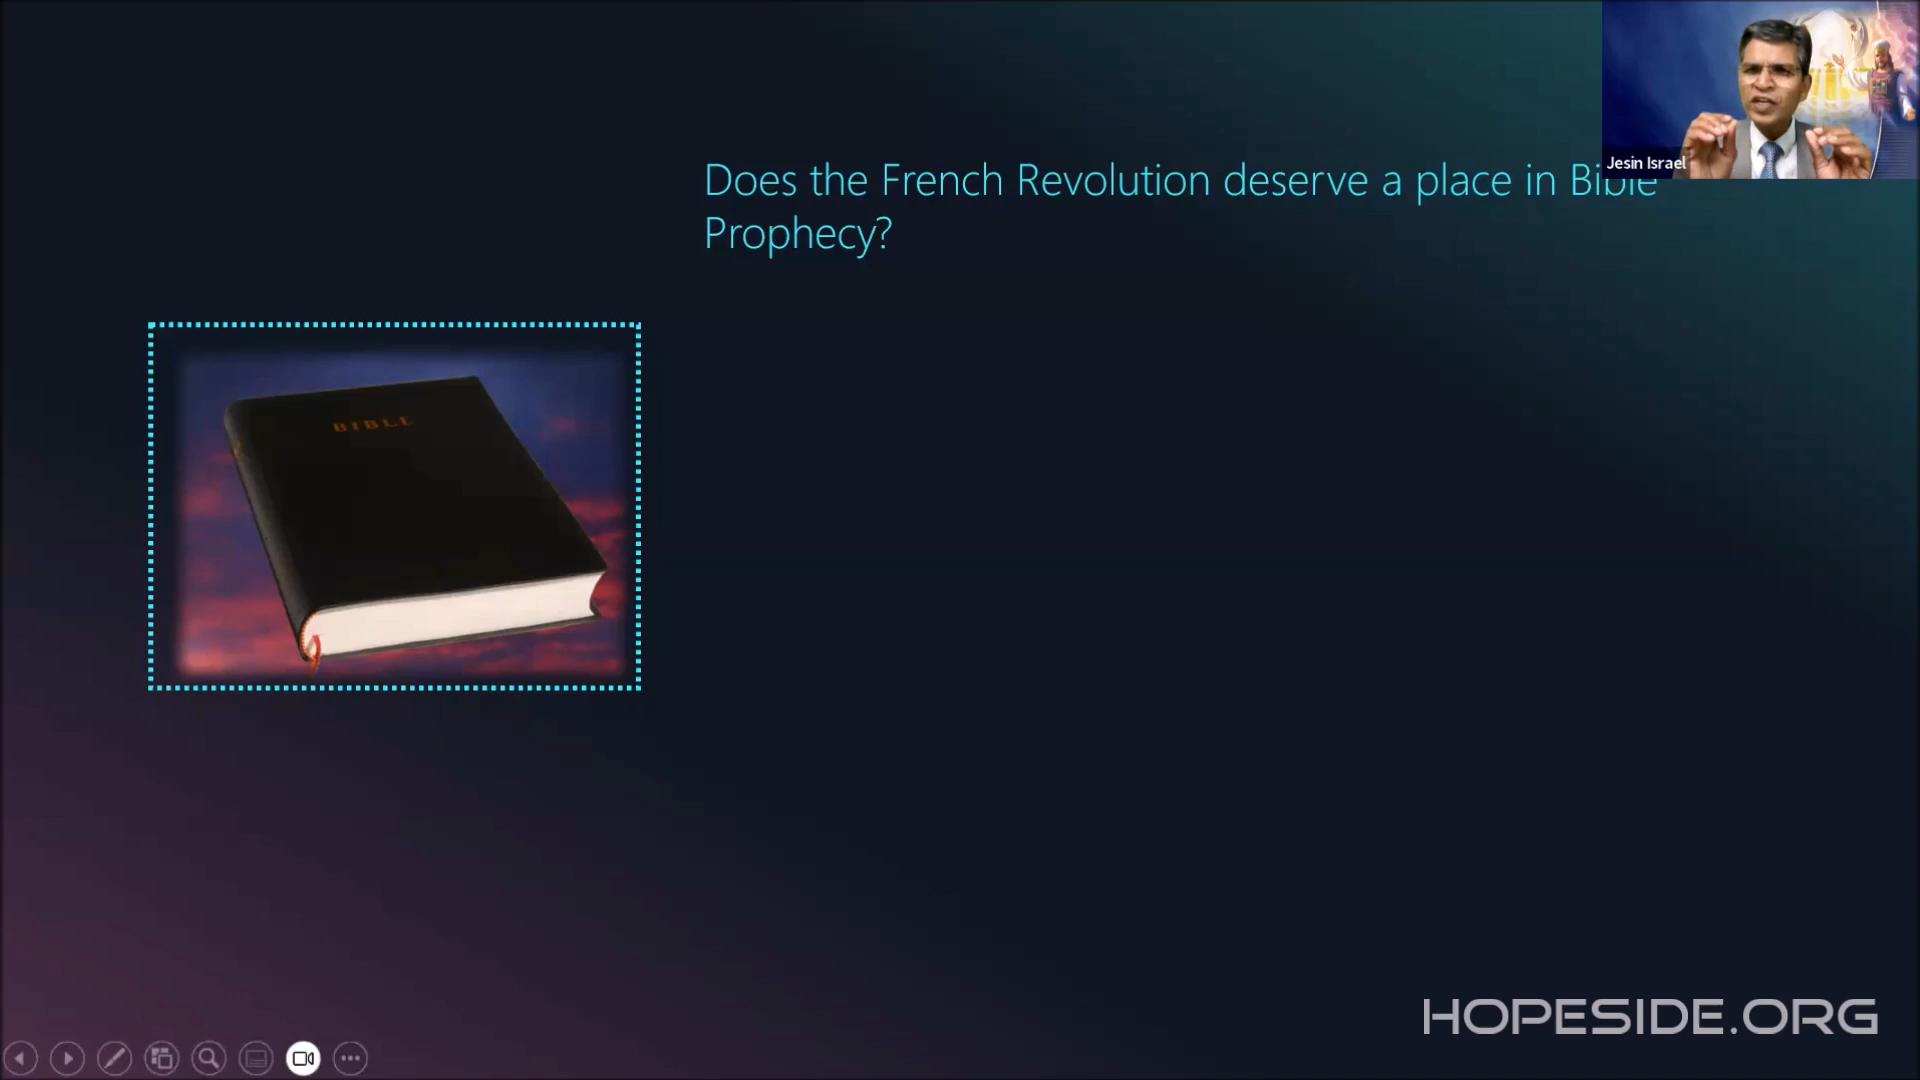 Jesin Israel
Does the French Revolution deserve a place in Bible
Prophecy?
BIBLE
HOPESIDE.ORG